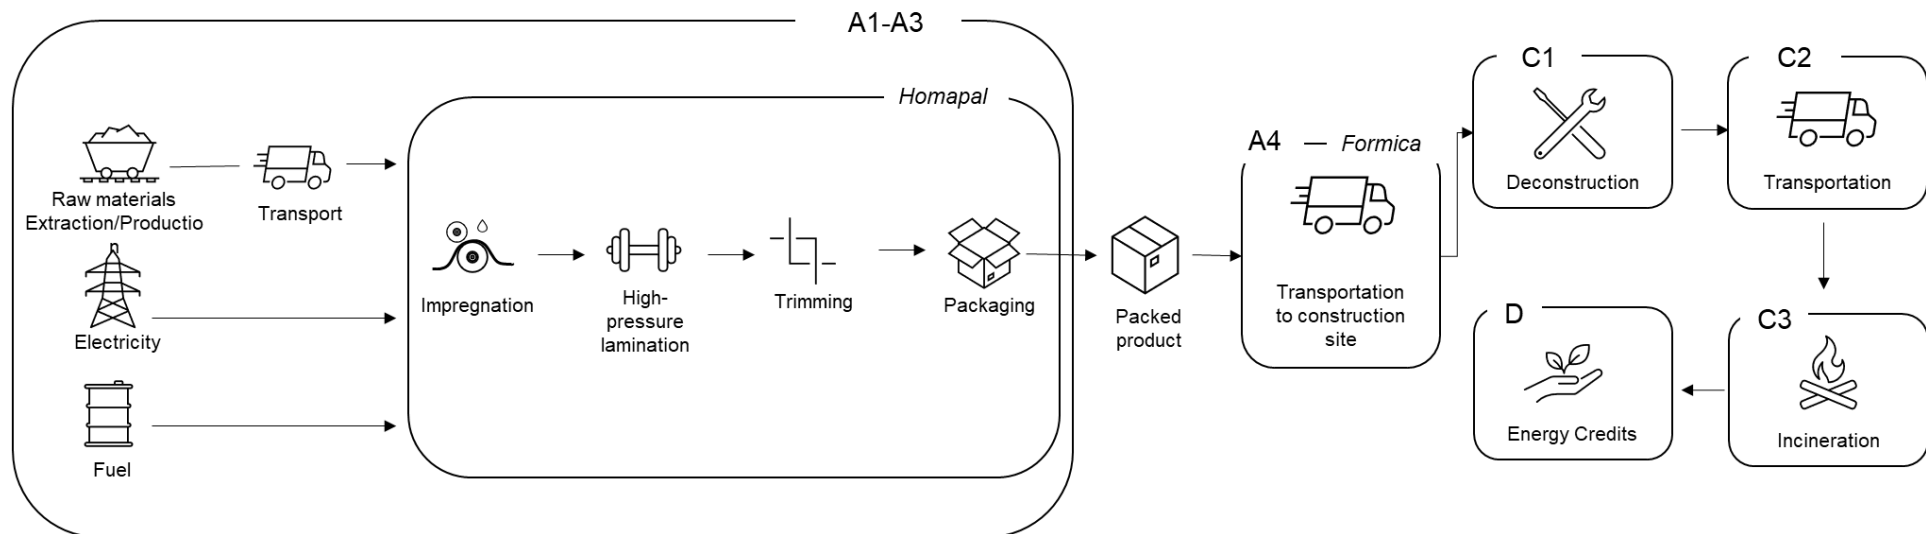 A1-A3
Homapal
Raw materials
Extraction/Productio
Transport
Electricity
Fuel
Impregnation
High-
pressure
lamination
Trimming
Packaging
Packed
product
A4
Formica
Transportation
to construction
site
C1
Deconstruction
C2
Transportation
C3
Incineration
D
Energy Credits